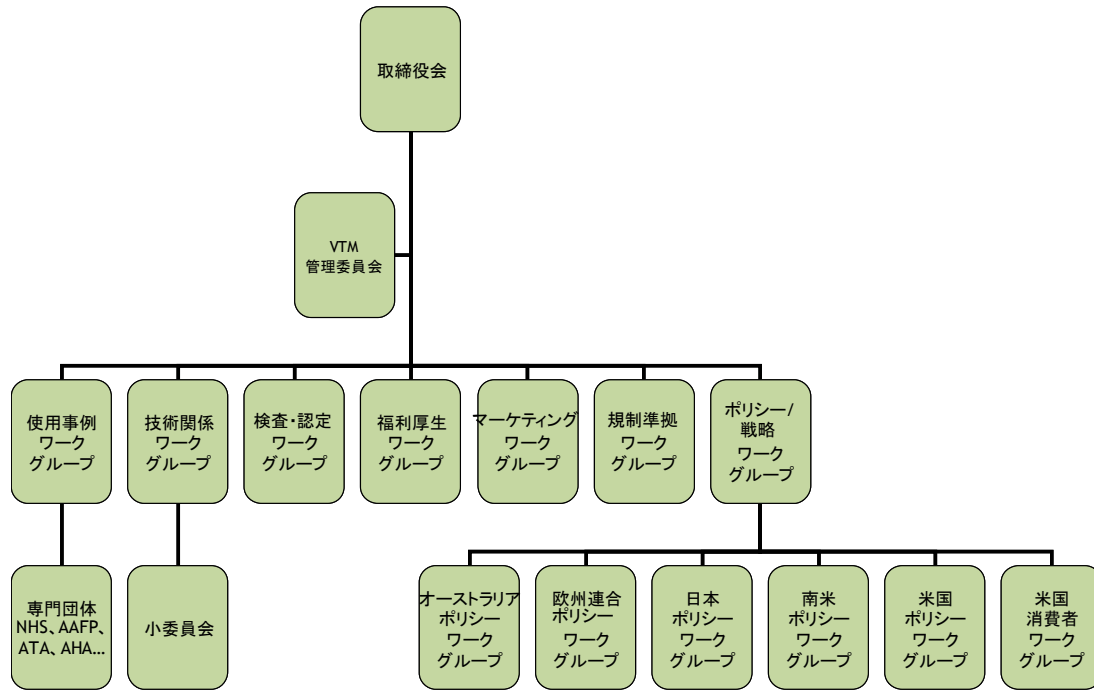 取締役会
VTM
管理委員会
使用事例
ワーク
グループ
技術関係
ワーク
グループ
検査・認定
ワーク
グループ
福利厚生
ワーク
グループ
マーケティング
ワーク
グループ
規制準拠
ワーク
グループ
ポリシー/
戦略
ワーク
グループ
専門団体
NHS、AAFP、
ATA、AHA...
小委員会
オーストラリア
ポリシー
ワーク
グループ
欧州連合
ポリシー
ワーク
グループ
日本
ポリシー
ワーク
グループ
南米
ポリシー
ワーク
グループ
米国
ポリシー
ワーク
グループ
米国
消費者
ワーク
グループ